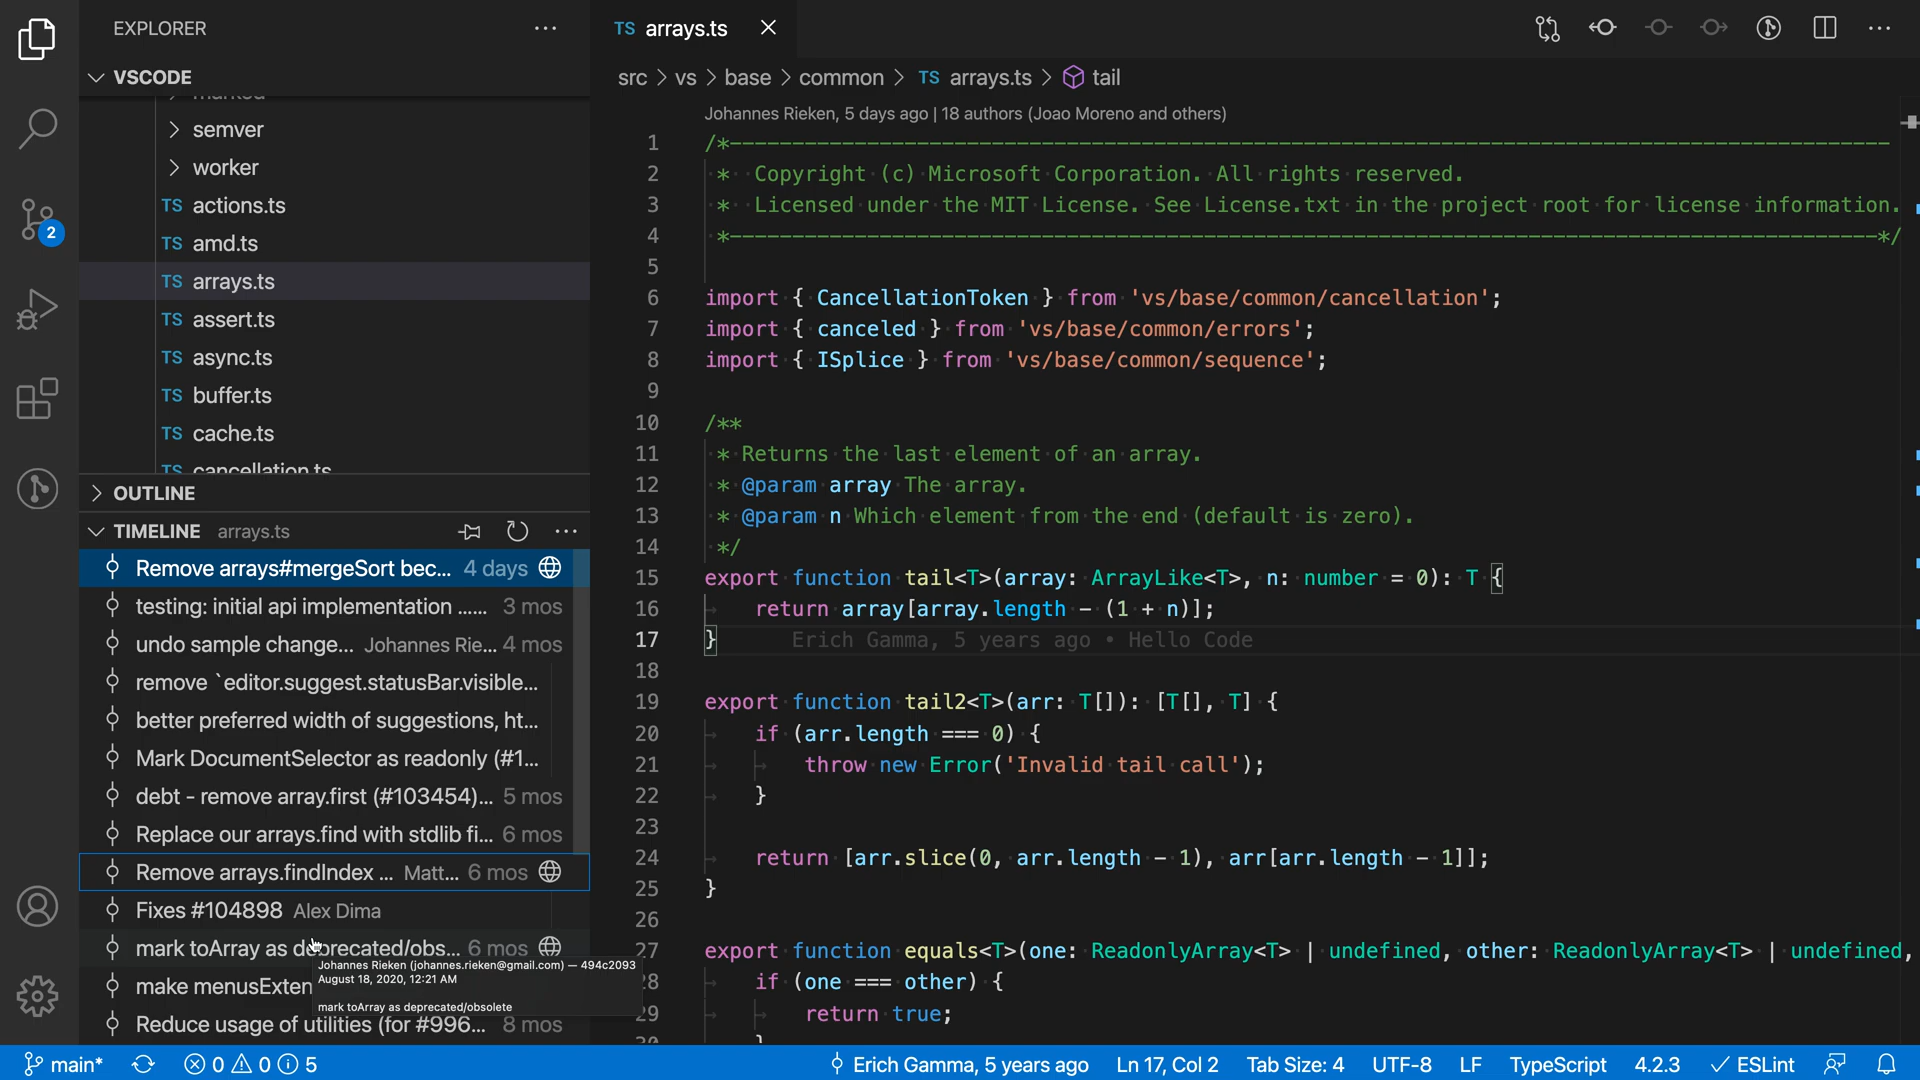 EXPLORER
VSCODE
marked
semver
worker
TS actions.ts
TS amd.ts
TS arrays.ts
TS assert.ts
TS async.ts
TS buffer.ts
TS cache.ts
TS cancellation.ts
2
OUTLINE
TIMELINE arrays.ts
Remove arrays#mergeSort bec... 4 days
testing: initial api implementation ...... 3 mos
undo sample change... Johannes Rie... 4 mos
remove `editor.suggest.statusBar.visible...
better preferred width of suggestions, ht...
Mark DocumentSelector as readonly (#1...
debt - remove array.first (#103454)... 5 mos
Replace our arrays.find with stdlib fi... 6 mos
Remove arrays.findIndex ... Matt... 6 mos
Fixes #104898 Alex Dima
mark toArray as deprecated/obs... 6 mos
make menusExten
Reduce usage of utilities (for #996... 8 mos
Johannes Rieken (johannes.rieken@gmail.com) — 494c2093
August 18, 2020, 12:21 AM
mark toArray as deprecated/obsolete
TS arrays.ts
src > vs > base > common > TS arrays.ts > tail
Johannes Rieken, 5 days ago | 18 authors (Joao Moreno and others)
1 /*---------------------------------------------------------------------------------------------
2 * Copyright (c) Microsoft Corporation. All rights reserved.
3 * Licensed under the MIT License. See License.txt in the project root for license information.
4 *--------------------------------------------------------------------------------------------*/
5
6 import { CancellationToken } from 'vs/base/common/cancellation';
7 import { canceled } from 'vs/base/common/errors';
8 import { ISplice } from 'vs/base/common/sequence';
9
10 /**
11 * Returns the last element of an array.
12 * @param array The array.
13 * @param n Which element from the end (default is zero).
14 */
15 export function tail<T>(array: ArrayLike<T>, n: number = 0): T {
16 return array[array.length - (1 + n)];
17 } Erich Gamma, 5 years ago • Hello Code
18
19 export function tail2<T>(arr: T[]): [T[], T] {
20 if (arr.length === 0) {
21 throw new Error('Invalid tail call');
22 }
23
24 return [arr.slice(0, arr.length - 1), arr[arr.length - 1]];
25 }
26
27 export function equals<T>(one: ReadonlyArray<T> | undefined, other: ReadonlyArray<T> | undefined,
28 if (one === other) {
29 return true;
30 }
main* 0 0 5 Erich Gamma, 5 years ago Ln 17, Col 2 Tab Size: 4 UTF-8 LF TypeScript 4.2.3 ESLint